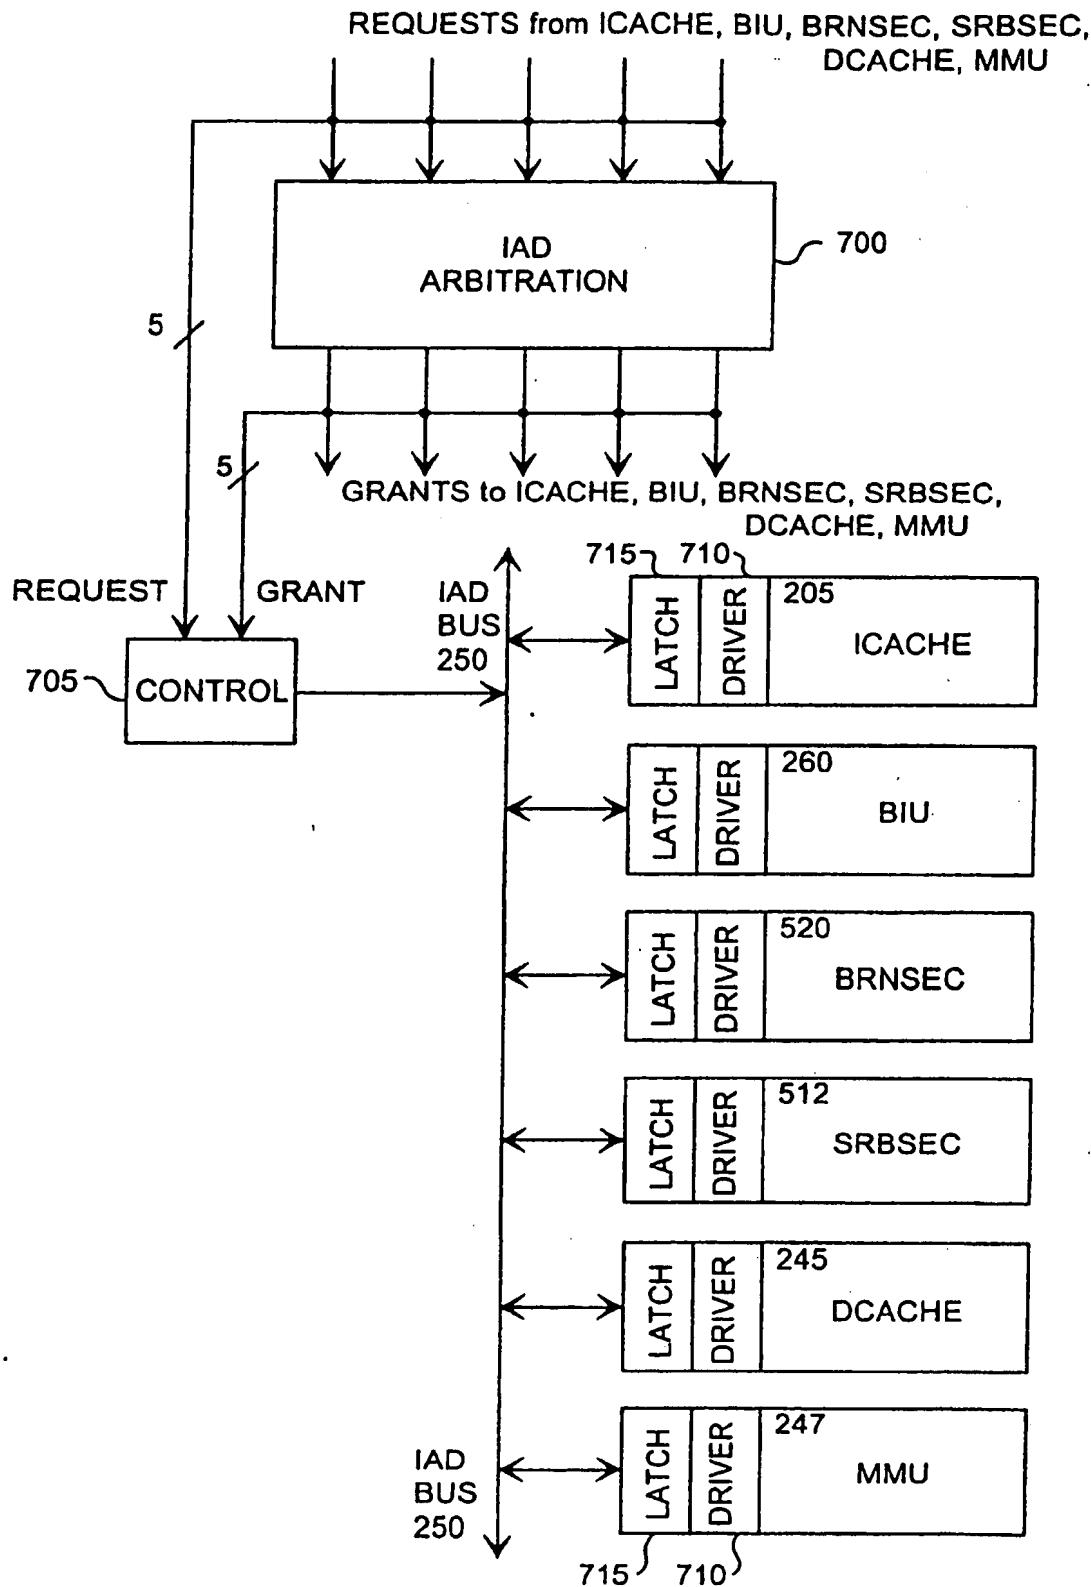 REQUESTS from ICACHE, BIU, BRNSEC, SRBSEC,
DCACHE, MMU
IAD
ARBITRATION
700
5
5
GRANTS to ICACHE, BIU, BRNSEC, SRBSEC,
DCACHE, MMU
REQUEST
GRANT
705
CONTROL
IAD
BUS
250
715
710
LATCH
DRIVER
205
ICACHE
LATCH
DRIVER
260
BIU
LATCH
DRIVER
520
BRNSEC
LATCH
DRIVER
512
SRBSEC
LATCH
DRIVER
245
DCACHE
LATCH
DRIVER
247
MMU
IAD
BUS
250
715
710